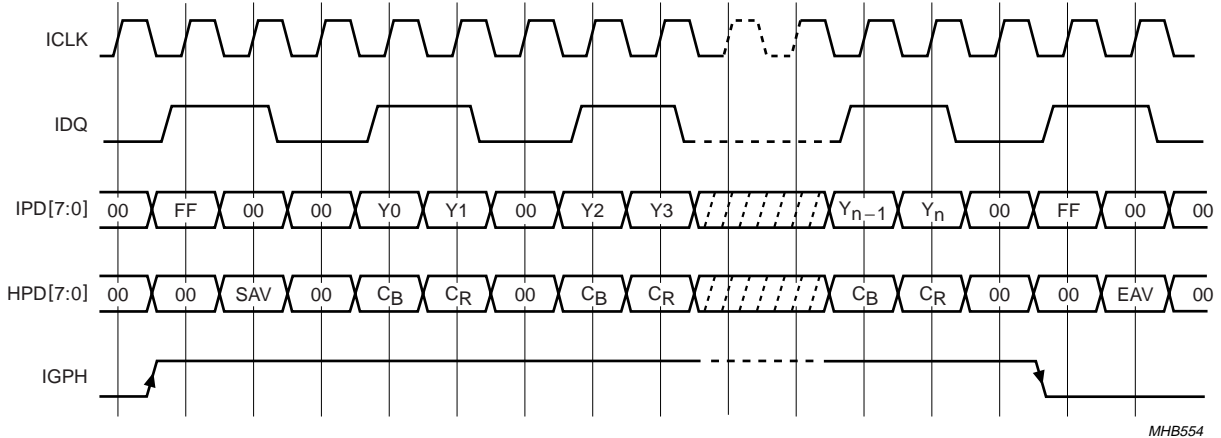 ICLK
IDQ
IPD[7:0] 00 FF 00 00 Y0 Y1 00 Y2 Y3 Yn−1 Yn 00 FF 00 00
HPD[7:0] 00 00 SAV 00 CB CR 00 CB CR CB CR 00 00 EAV 00
IGPH
MHB554